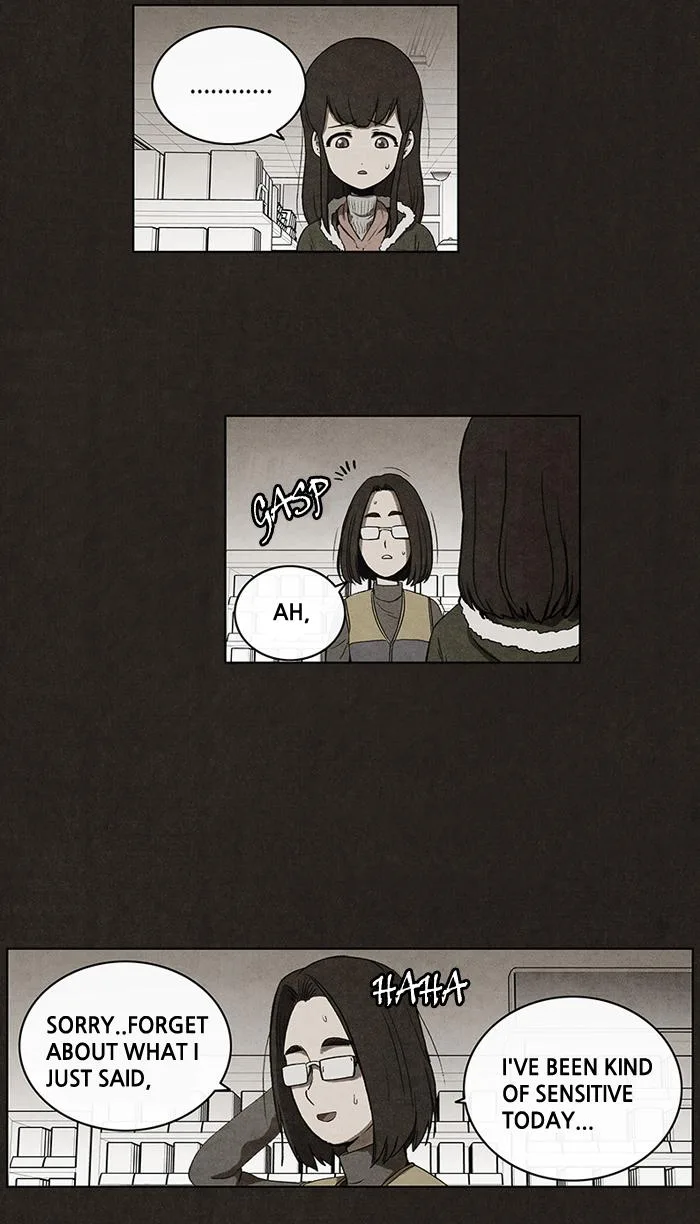 ............
GASP
AH,
HAHA
SORRY..FORGET
ABOUT WHAT I
JUST SAID,
I'VE BEEN KIND
OF SENSITIVE
TODAY...